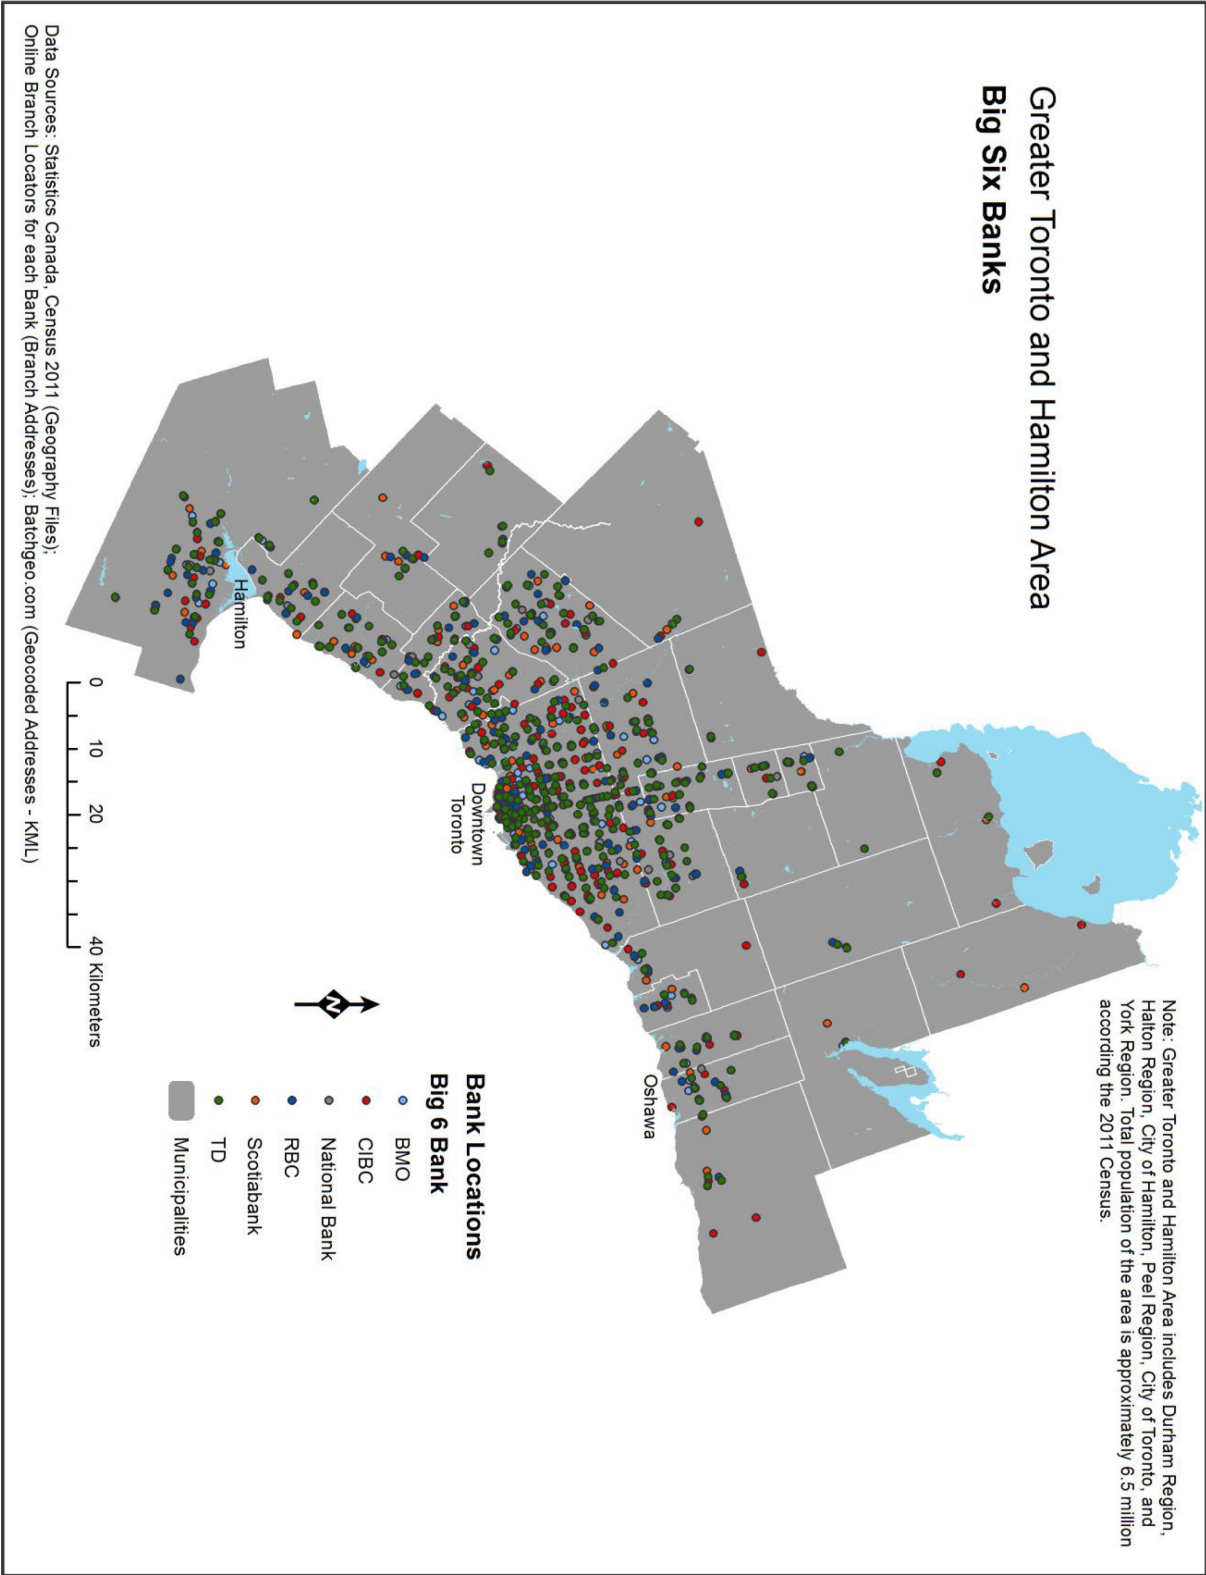 Greater Toronto and Hamilton Area
Big Six Banks
Note: Greater Toronto and Hamilton Area includes Durham Region,
Halton Region, City of Hamilton, Peel Region, City of Toronto, and
York Region. Total population of the area is approximately 6.5 million
according the 2011 Census.
Oshawa
Downtown
Toronto
Hamilton
Bank Locations
Big 6 Bank
BMO
CIBC
National Bank
RBC
Scotiabank
TD
Municipalities
N
0 10 20 40 Kilometers
Data Sources: Statistics Canada, Census 2011 (Geography Files);
Online Branch Locators for each Bank (Branch Addresses); Batchgeo.com (Geocoded Addresses - KML)